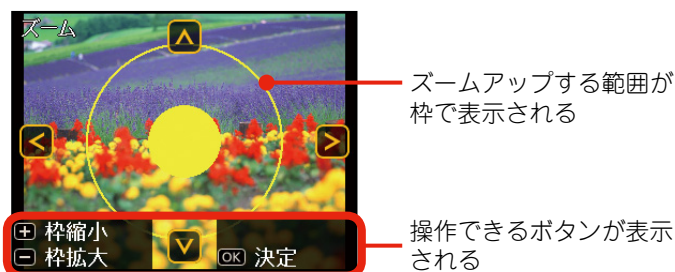 ズーム
ズームアップする範囲が
枠で表示される
+ 枠縮小
- 枠拡大
OK 決定
操作できるボタンが表示
される